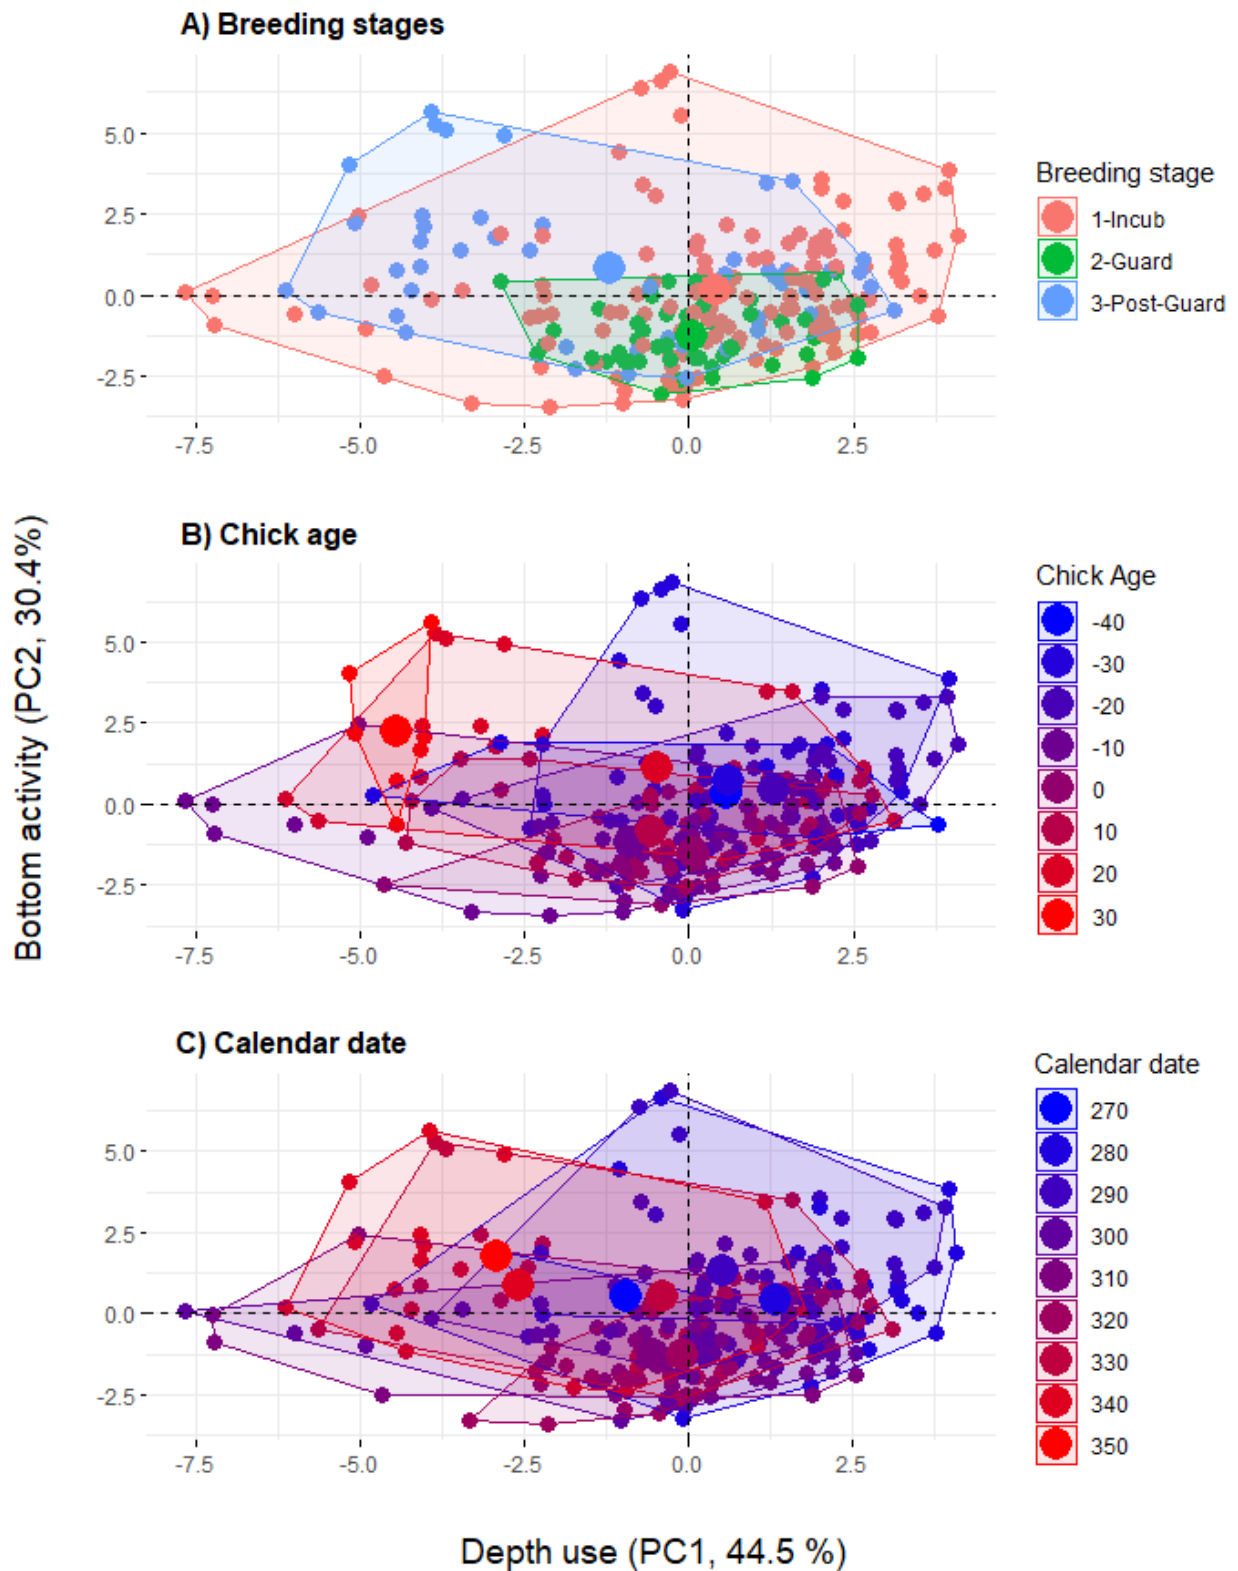 A) Breeding stages
5.0
2.5
0.0
-2.5
-7.5 -5.0 -2.5 0.0 2.5
Breeding stage
1-Incub
2-Guard
3-Post-Guard
Bottom activity (PC2, 30.4%)
B) Chick age
5.0
2.5
0.0
-2.5
-7.5 -5.0 -2.5 0.0 2.5
Chick Age
-40
-30
-20
-10
0
10
20
30
C) Calendar date
5.0
2.5
0.0
-2.5
-7.5 -5.0 -2.5 0.0 2.5
Calendar date
270
280
290
300
310
320
330
340
350
Depth use (PC1, 44.5 %)